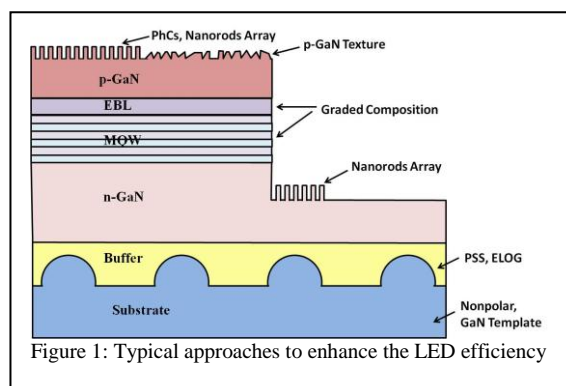 PhCs, Nanorods Array
p-GaN Texture
p-GaN
EBL
Graded Composition
MQW
Nanorods Array
n-GaN
Buffer
PSS, ELOG
Substrate
Nonpolar,
GaN Template
Figure 1: Typical approaches to enhance the LED efficiency